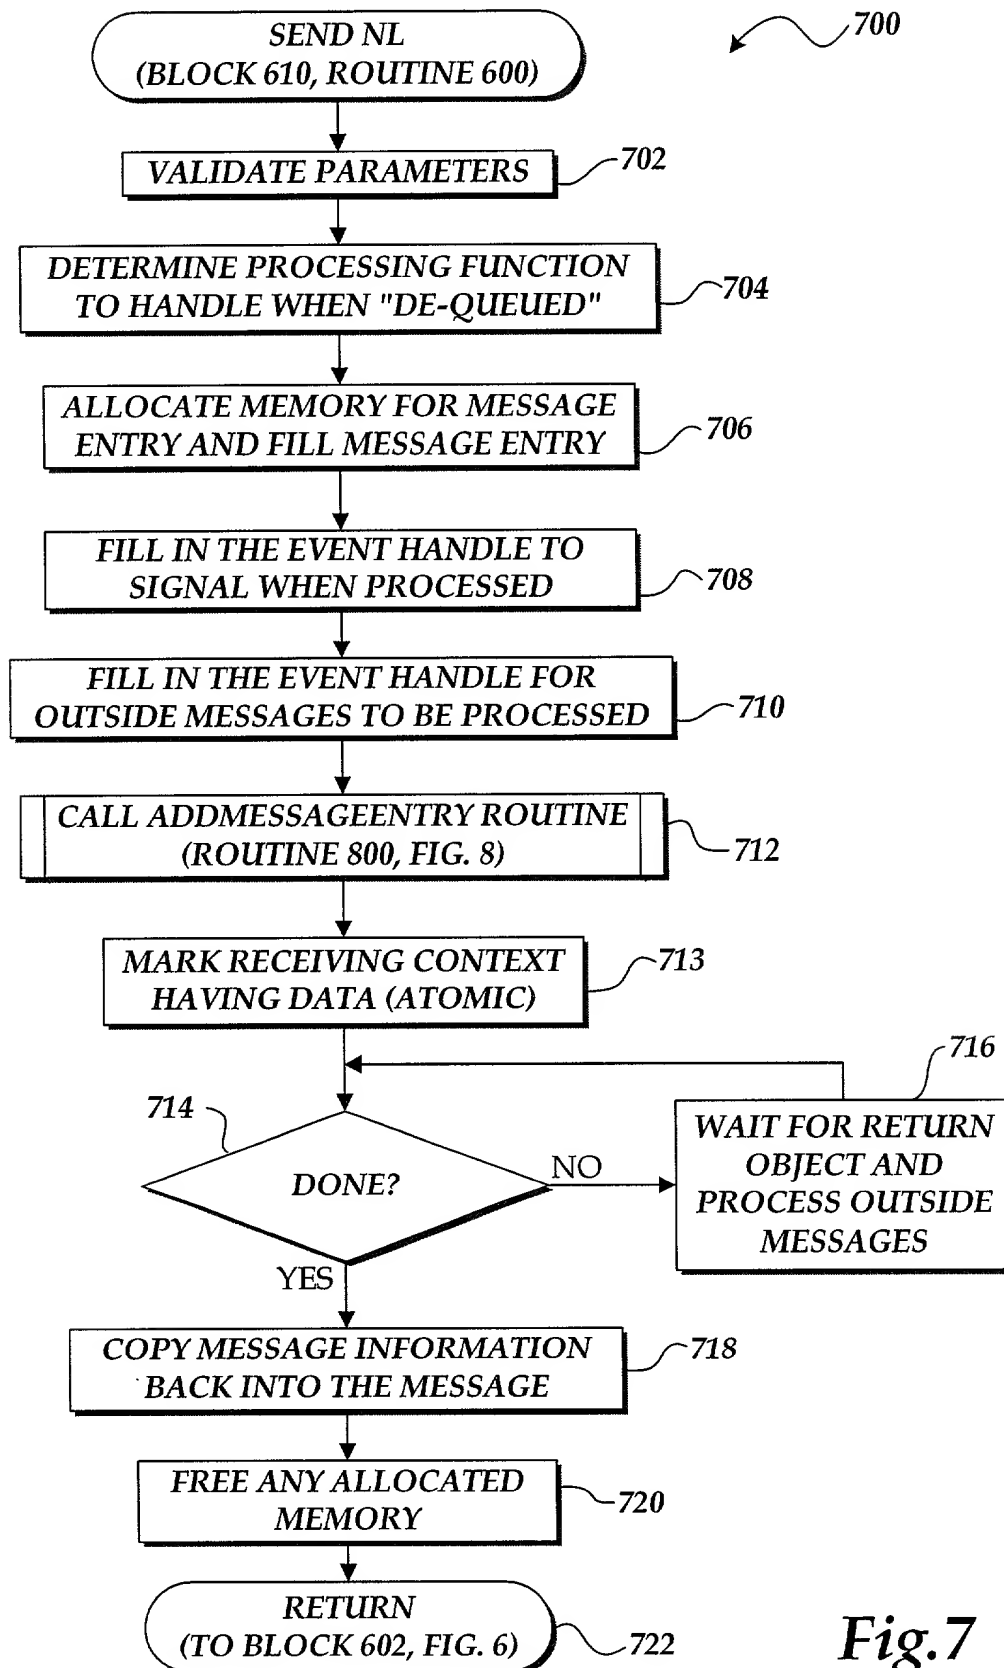 700
SEND NL
(BLOCK 610, ROUTINE 600)
VALIDATE PARAMETERS
702
DETERMINE PROCESSING FUNCTION
TO HANDLE WHEN "DE-QUEUED"
704
ALLOCATE MEMORY FOR MESSAGE
ENTRY AND FILL MESSAGE ENTRY
706
FILL IN THE EVENT HANDLE TO
SIGNAL WHEN PROCESSED
708
FILL IN THE EVENT HANDLE FOR
OUTSIDE MESSAGES TO BE PROCESSED
710
CALL ADDMESSAGEENTRY ROUTINE
(ROUTINE 800, FIG. 8)
712
MARK RECEIVING CONTEXT
HAVING DATA (ATOMIC)
713
714
DONE?
NO
YES
716
WAIT FOR RETURN
OBJECT AND
PROCESS OUTSIDE
MESSAGES
COPY MESSAGE INFORMATION
BACK INTO THE MESSAGE
718
FREE ANY ALLOCATED
MEMORY
720
RETURN
(TO BLOCK 602, FIG. 6)
722
Fig.7